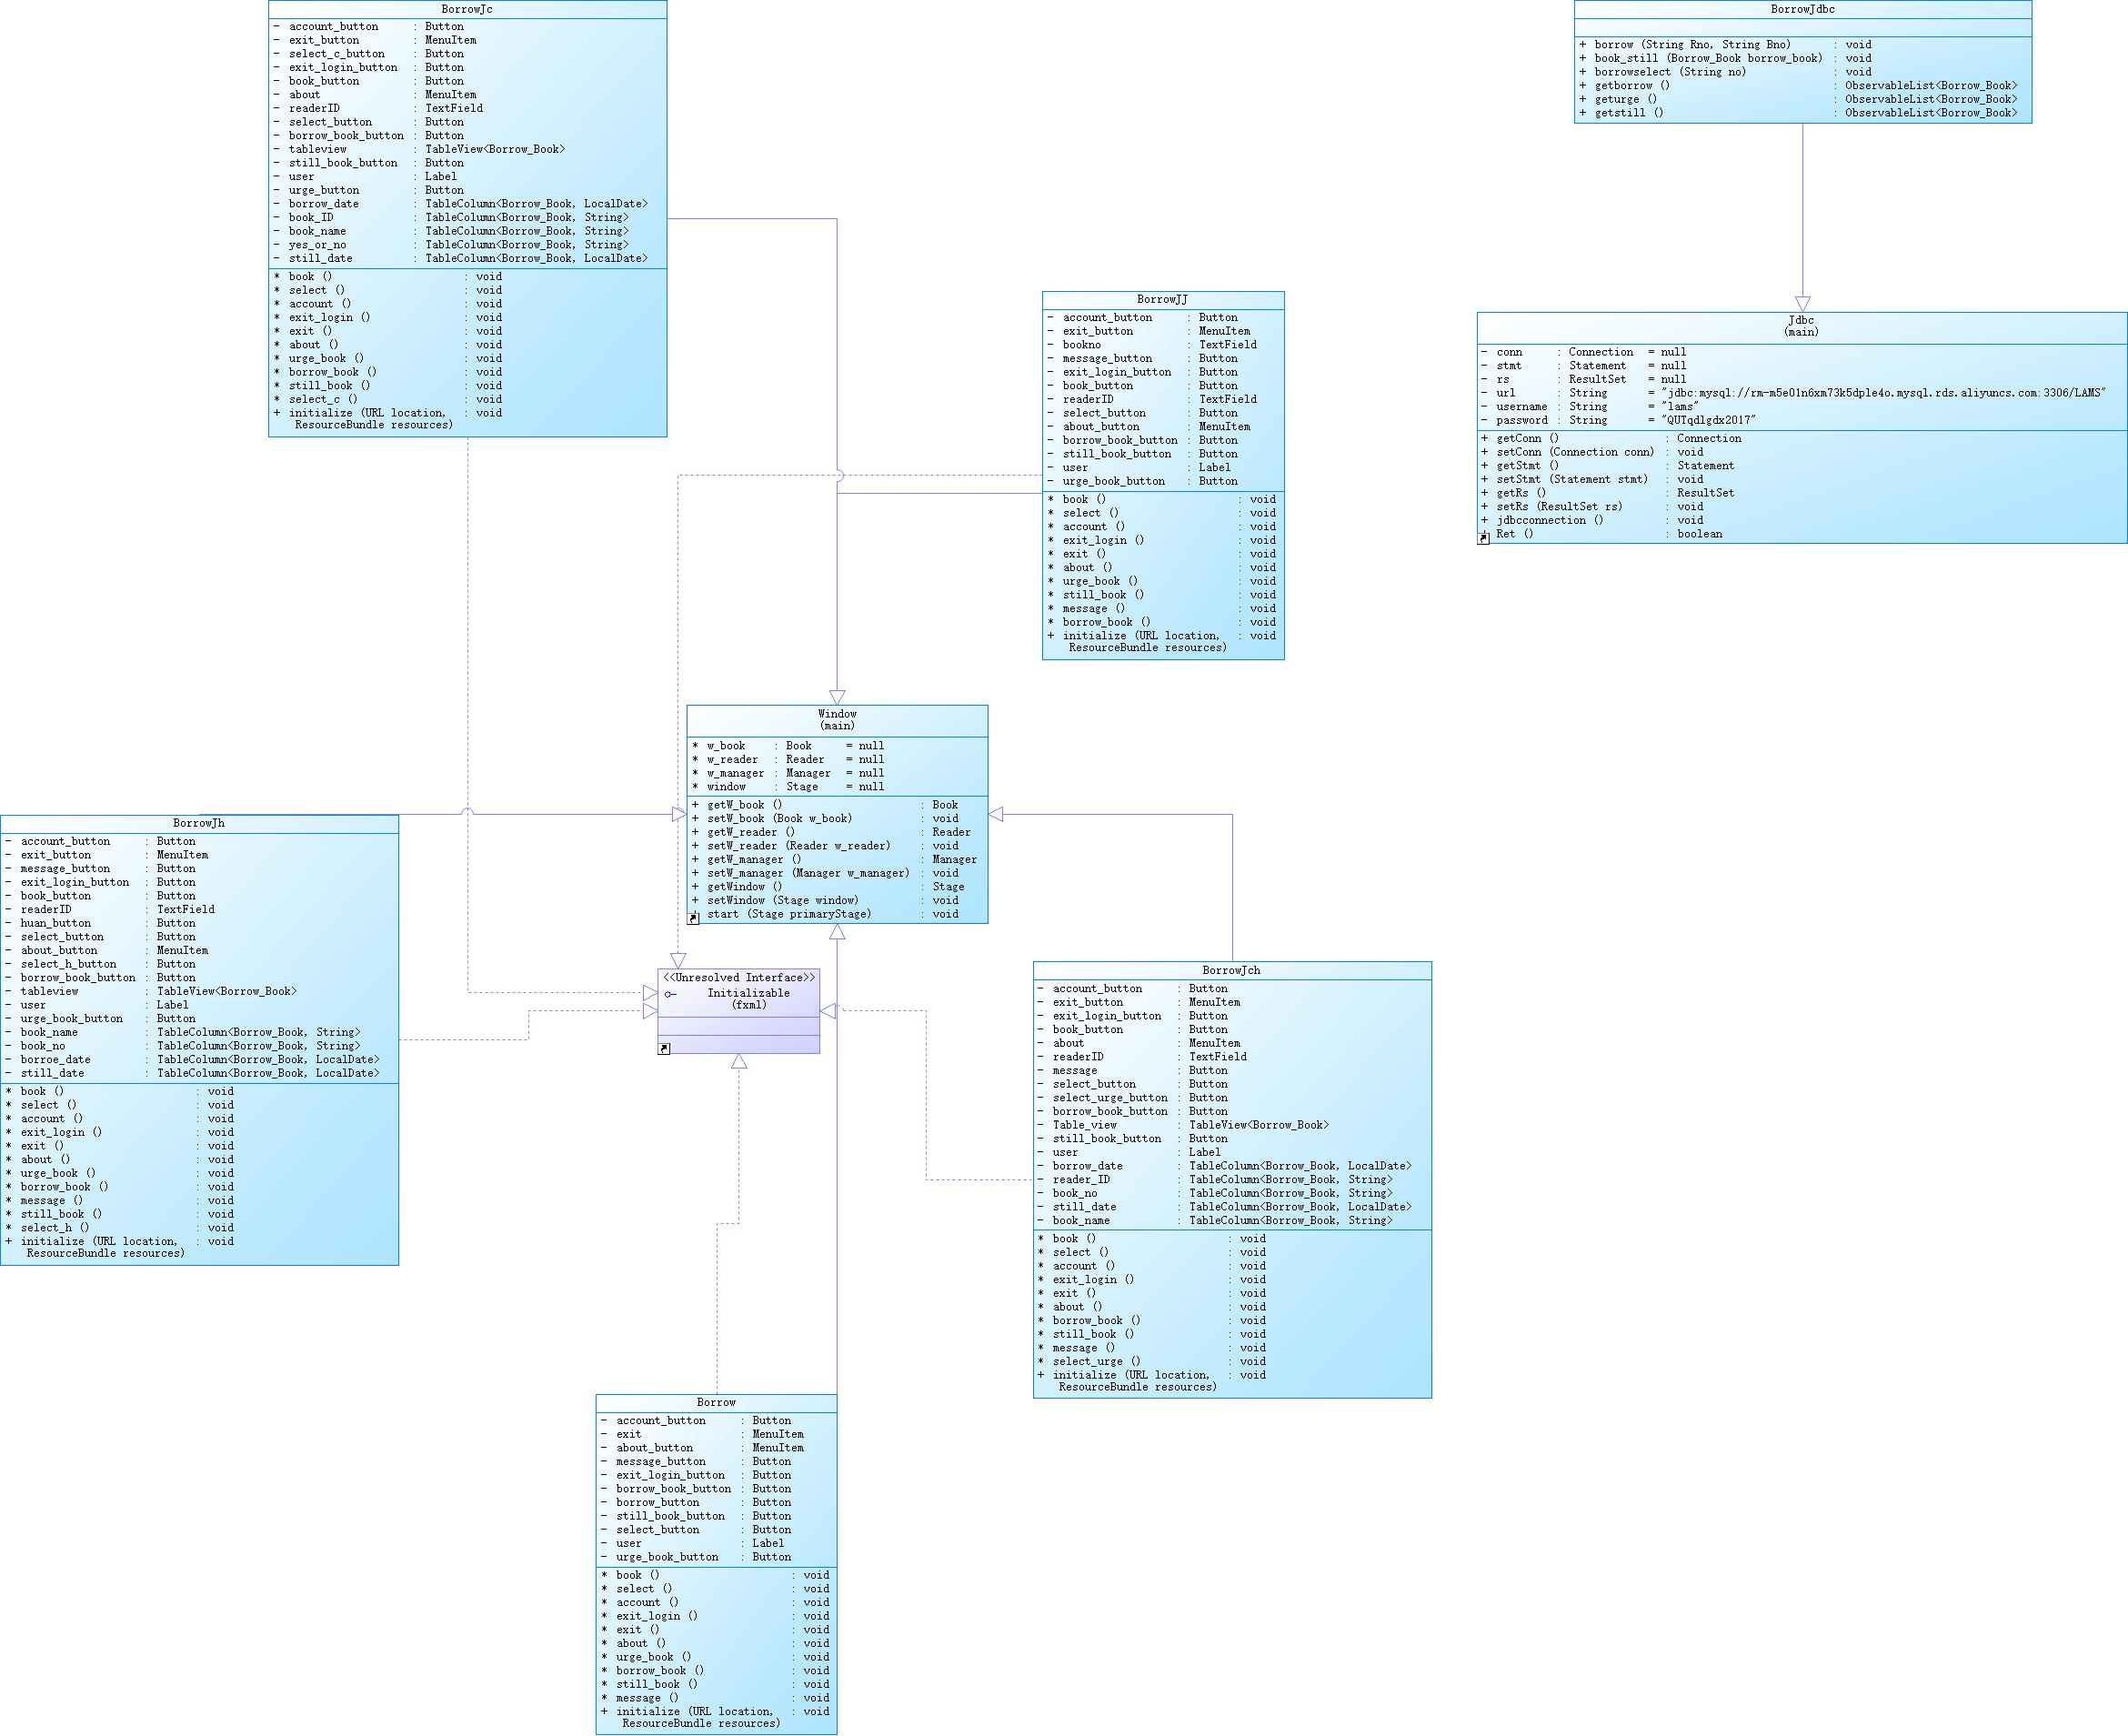 BorrowJc
- account_button : Button
- exit_button : MenuItem
- select_c_button : Button
- exit_login_button : Button
- book_button : Button
- about : MenuItem
- readerID : TextField
- select_button : Button
- borrow_book_button : Button
- tableview : TableView<Borrow_Book>
- still_book_button : Button
- user : Label
- urge_button : Button
- borrow_date : TableColumn<Borrow_Book, LocalDate>
- book_ID : TableColumn<Borrow_Book, String>
- book_name : TableColumn<Borrow_Book, String>
- yes_or_no : TableColumn<Borrow_Book, String>
- still_date : TableColumn<Borrow_Book, LocalDate>
* book () : void
* select () : void
* account () : void
* exit_login () : void
* exit () : void
* about () : void
* urge_book () : void
* borrow_book () : void
* still_book () : void
* select_c () : void
+ initialize (URL location, : void
ResourceBundle resources)
BorrowJdbc
+ borrow (String Rno, String Bno) : void
+ book_still (Borrow_Book borrow_book) : void
+ borrowselect (String no) : void
+ getborrow () : ObservableList<Borrow_Book>
+ geturge () : ObservableList<Borrow_Book>
+ getstill () : ObservableList<Borrow_Book>
BorrowJJ
- account_button : Button
- exit_button : MenuItem
- bookno : TextField
- message_button : Button
- exit_login_button : Button
- book_button : Button
- readerID : TextField
- select_button : Button
- about_button : MenuItem
- borrow_book_button : Button
- still_book_button : Button
- user : Label
- urge_book_button : Button
* book () : void
* select () : void
* account () : void
* exit_login () : void
* exit () : void
* about () : void
* urge_book () : void
* still_book () : void
* message () : void
* borrow_book () : void
+ initialize (URL location, : void
ResourceBundle resources)
Jdbc
(main)
- conn : Connection = null
- stmt : Statement = null
- rs : ResultSet = null
- url : String = "jdbc:mysql://rm-m5e01n6xm73k5dple4o.mysql.rds.aliyuncs.com:3306/LAMS"
- username : String = "lams"
- password : String = "QUTqdlgdx2017"
+ getConn () : Connection
+ setConn (Connection conn) : void
+ getStmt () : Statement
+ setStmt (Statement stmt) : void
+ getRs () : ResultSet
+ setRs (ResultSet rs) : void
+ jdbcconnection () : void
+ Ret () : boolean
Window
(main)
* w_book : Book = null
* w_reader : Reader = null
* w_manager : Manager = null
* window : Stage = null
+ getW_book () : Book
+ setW_book (Book w_book) : void
+ getW_reader () : Reader
+ setW_reader (Reader w_reader) : void
+ getW_manager () : Manager
+ setW_manager (Manager w_manager) : void
+ getWindow () : Stage
+ setWindow (Stage window) : void
+ start (Stage primaryStage) : void
BorrowJh
- account_button : Button
- exit_button : MenuItem
- message_button : Button
- exit_login_button : Button
- book_button : Button
- readerID : TextField
- huan_button : Button
- select_button : Button
- about_button : MenuItem
- select_h_button : Button
- borrow_book_button : Button
- tableview : TableView<Borrow_Book>
- user : Label
- urge_book_button : Button
- book_name : TableColumn<Borrow_Book, String>
- book_no : TableColumn<Borrow_Book, String>
- borroe_date : TableColumn<Borrow_Book, LocalDate>
- still_date : TableColumn<Borrow_Book, LocalDate>
* book () : void
* select () : void
* account () : void
* exit_login () : void
* exit () : void
* about () : void
* urge_book () : void
* borrow_book () : void
* message () : void
* still_book () : void
* select_h () : void
+ initialize (URL location, : void
ResourceBundle resources)
<<Unresolved Interface>>
Initializable
(fxml)
BorrowJch
- account_button : Button
- exit_button : MenuItem
- exit_login_button : Button
- book_button : Button
- about : MenuItem
- readerID : TextField
- message : Button
- select_button : Button
- select_urge_button : Button
- borrow_book_button : Button
- Table_view : TableView<Borrow_Book>
- still_book_button : Button
- user : Label
- borrow_date : TableColumn<Borrow_Book, LocalDate>
- reader_ID : TableColumn<Borrow_Book, String>
- book_no : TableColumn<Borrow_Book, String>
- still_date : TableColumn<Borrow_Book, LocalDate>
- book_name : TableColumn<Borrow_Book, String>
* book () : void
* select () : void
* account () : void
* exit_login () : void
* exit () : void
* about () : void
* borrow_book () : void
* still_book () : void
* message () : void
* select_urge () : void
+ initialize (URL location, : void
ResourceBundle resources)
Borrow
- account_button : Button
- exit : MenuItem
- about_button : MenuItem
- message_button : Button
- exit_login_button : Button
- borrow_book_button : Button
- borrow_button : Button
- still_book_button : Button
- select_button : Button
- user : Label
- urge_book_button : Button
* book () : void
* select () : void
* account () : void
* exit_login () : void
* exit () : void
* about () : void
* urge_book () : void
* borrow_book () : void
* still_book () : void
* message () : void
+ initialize (URL location, : void
ResourceBundle resources)